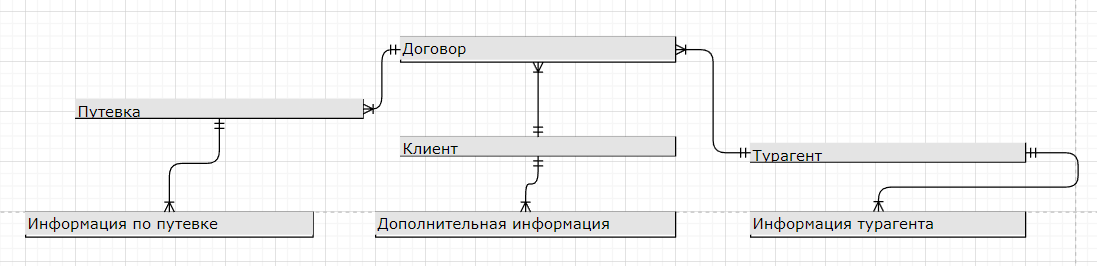 Договор
Путевка
Клиент
Турагент
Информация по путевке
Дополнительная информация
Информация турагента